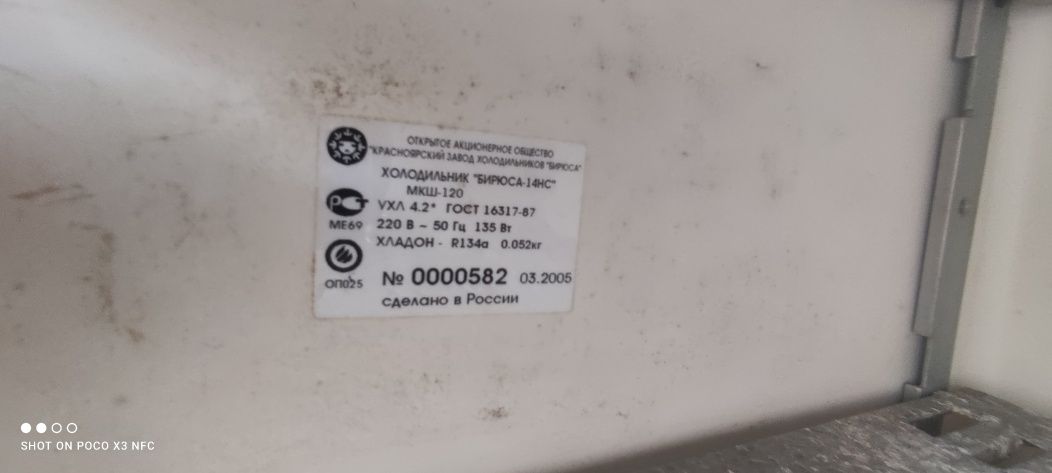 ОТКРЫТОЕ АКЦИОНЕРНОЕ ОБЩЕСТВО
"КРАСНОЯРСКИЙ ЗАВОД ХОЛОДИЛЬНИКОВ "БИРЮСА"
ХОЛОДИЛЬНИК "БИРЮСА-14НС"
МКШ-120
УХЛ 4.2* ГОСТ 16317-87
МЕ69
220 В ~ 50 Гц 135 Вт
ХЛАДОН - R134a 0.052кг
ОП025
№ 0000582 03.2005
сделано в России
SHOT ON POCO X3 NFC